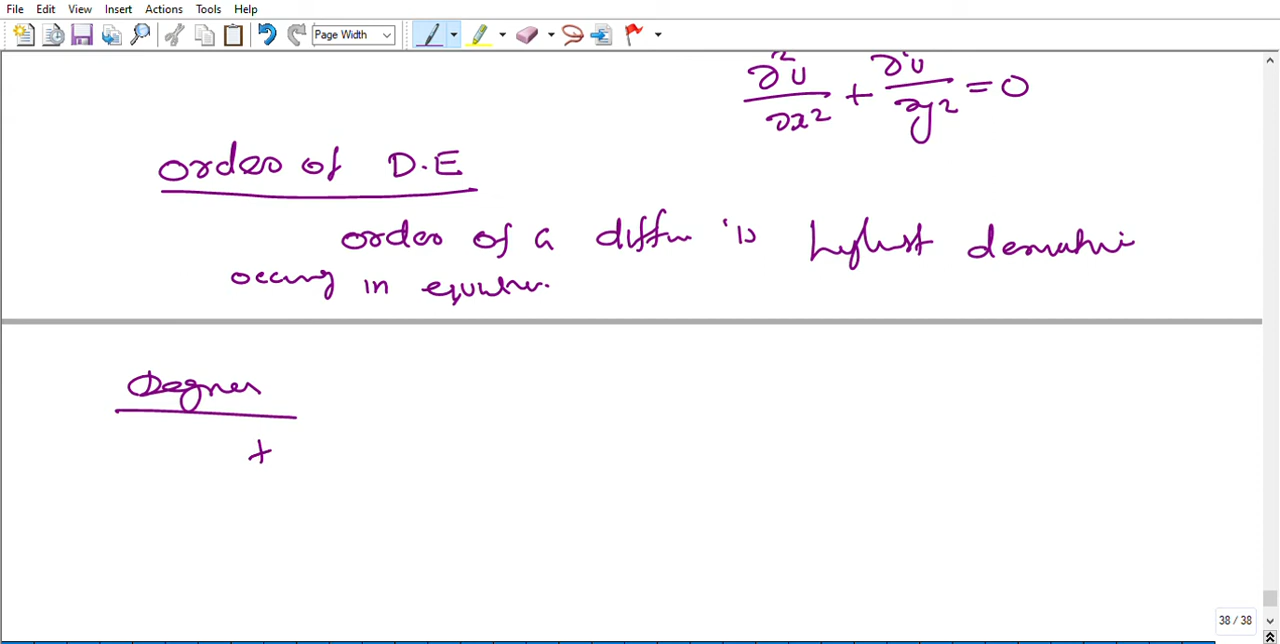 File Edit View Insert Actions Tools Help
Page Width
∂²u/∂x² + ∂²u/∂y² = 0
order of D.E
order of a diffn is highest derivative
occuring in equation.
Degree
38 / 38